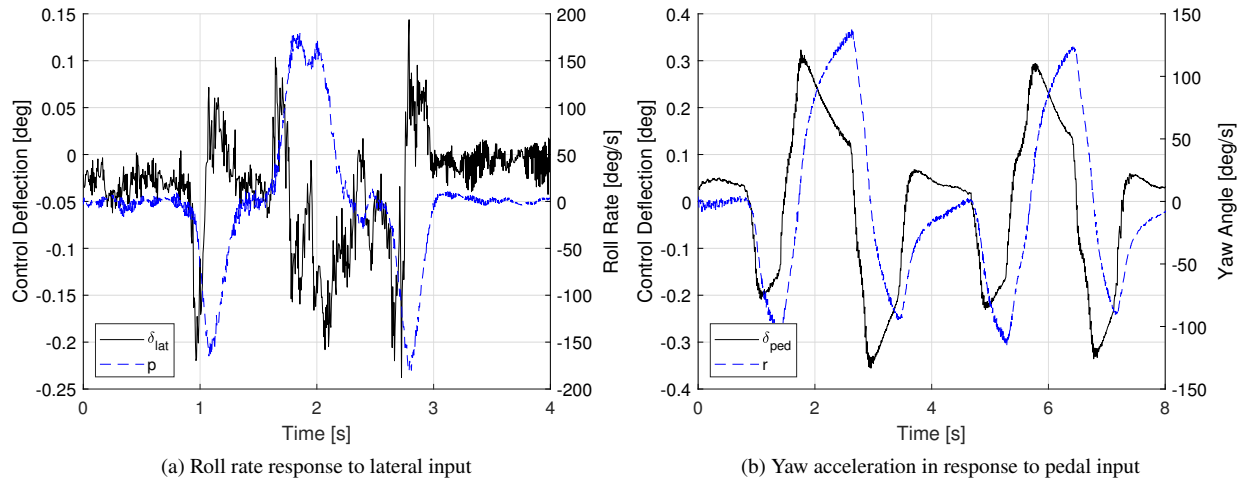 0.15
0.1
0.05
0
-0.05
-0.1
-0.15
-0.2
-0.25
Control Deflection [deg]
200
150
100
50
0
-50
-100
-150
-200
Roll Rate [deg/s]
δlat
p
0 1 2 3 4
Time [s]
(a) Roll rate response to lateral input
0.4
0.3
0.2
0.1
0
-0.1
-0.2
-0.3
-0.4
Control Deflection [deg]
150
100
50
0
-50
-100
-150
Yaw Angle [deg/s]
δped
r
0 2 4 6 8
Time [s]
(b) Yaw acceleration in response to pedal input